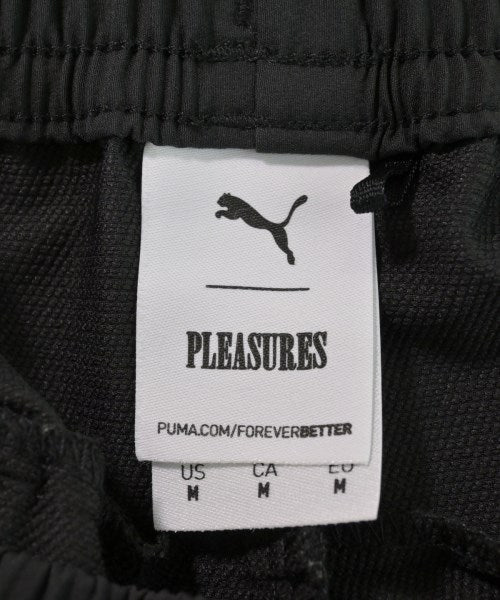 PLEASURES
PUMA.COM/FOREVERBETTER
US CA EU
M M M